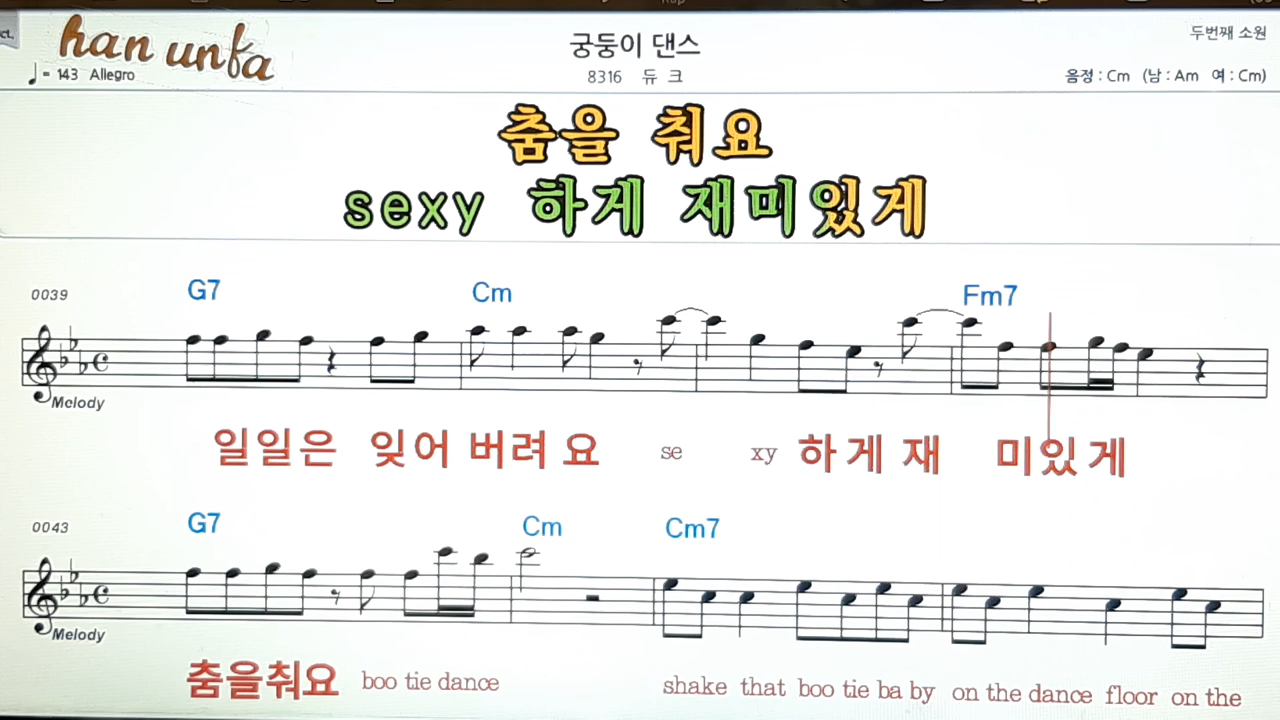 han unfa
궁둥이 댄스
두번째 소원
♩= 143 Allegro
8316 듀 크
음정 : Cm (남 : Am 여 : Cm)
춤을 춰요
sexy 하게 재미있게
0039 G7 Cm Fm7
Melody
일일은 잊어 버려 요 se xy 하게 재 미있게
0043 G7 Cm Cm7
Melody
춤을춰요 boo tie dance shake that boo tie ba by on the dance floor on the